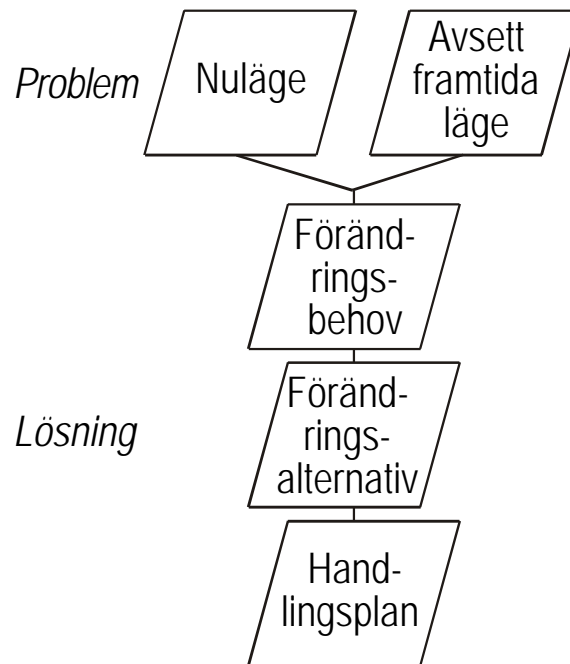 Problem
Nuläge
Avsett
framtida
läge
Föränd-
rings-
behov
Lösning
Föränd-
rings-
alternativ
Hand-
lingsplan